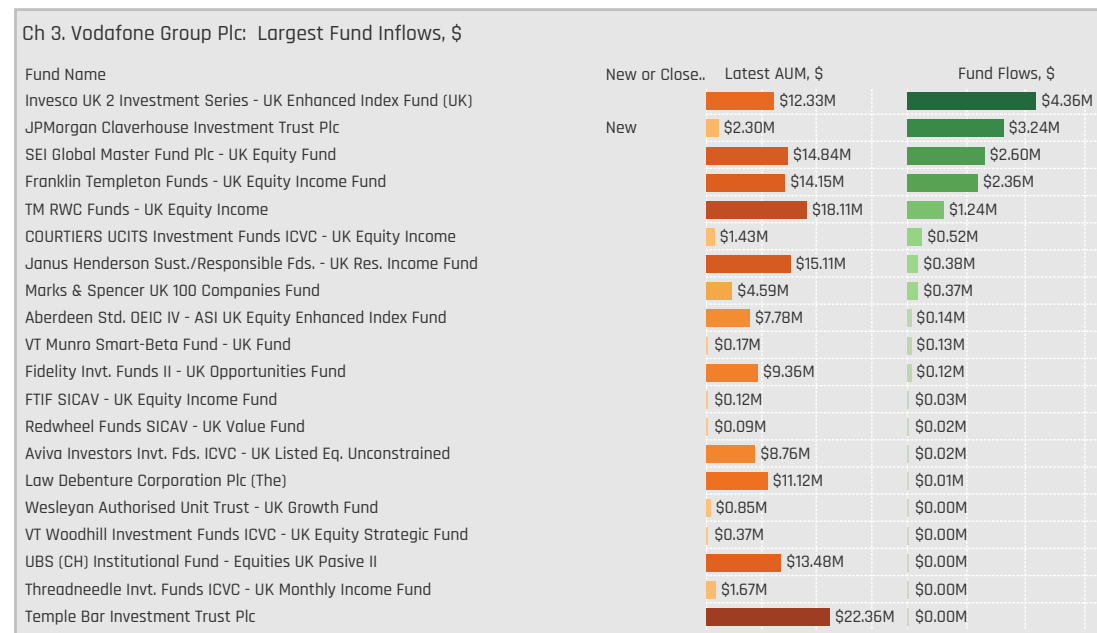 Ch 3. Vodafone Group Plc:  Largest Fund Inflows, $
Fund Name New or Close.. Latest AUM, $ Fund Flows, $
Invesco UK 2 Investment Series - UK Enhanced Index Fund (UK) $12.33M $4.36M
JPMorgan Claverhouse Investment Trust Plc New $2.30M $3.24M
SEI Global Master Fund Plc - UK Equity Fund $14.84M $2.60M
Franklin Templeton Funds - UK Equity Income Fund $14.15M $2.36M
TM RWC Funds - UK Equity Income $18.11M $1.24M
COURTIERS UCITS Investment Funds ICVC - UK Equity Income $1.43M $0.52M
Janus Henderson Sust./Responsible Fds. - UK Res. Income Fund $15.11M $0.38M
Marks & Spencer UK 100 Companies Fund $4.59M $0.37M
Aberdeen Std. OEIC IV - ASI UK Equity Enhanced Index Fund $7.78M $0.14M
VT Munro Smart-Beta Fund - UK Fund $0.17M $0.13M
Fidelity Invt. Funds II - UK Opportunities Fund $9.36M $0.12M
FTIF SICAV - UK Equity Income Fund $0.12M $0.03M
Redwheel Funds SICAV - UK Value Fund $0.09M $0.02M
Aviva Investors Invt. Fds. ICVC - UK Listed Eq. Unconstrained $8.76M $0.02M
Law Debenture Corporation Plc (The) $11.12M $0.01M
Wesleyan Authorised Unit Trust - UK Growth Fund $0.85M $0.00M
VT Woodhill Investment Funds ICVC - UK Equity Strategic Fund $0.37M $0.00M
UBS (CH) Institutional Fund - Equities UK Pasive II $13.48M $0.00M
Threadneedle Invt. Funds ICVC - UK Monthly Income Fund $1.67M $0.00M
Temple Bar Investment Trust Plc $22.36M $0.00M